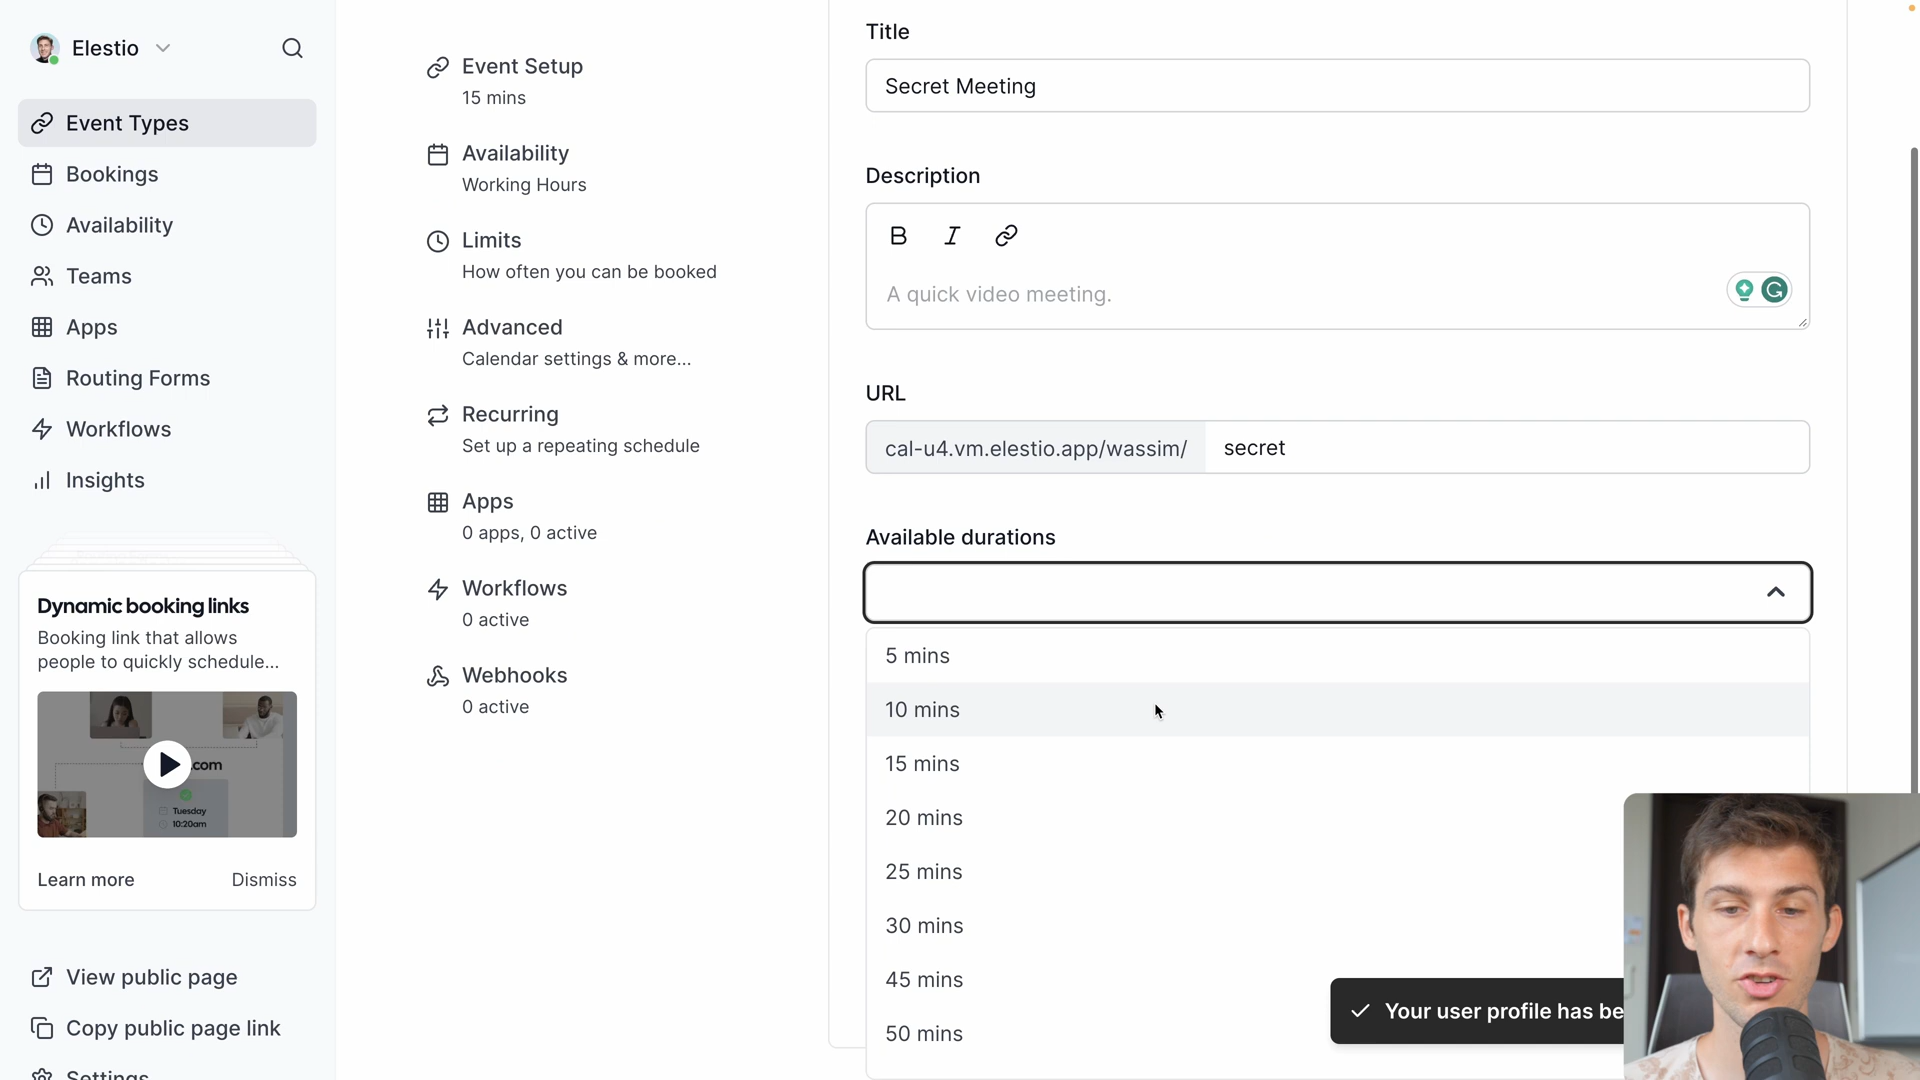 Elestio
Event Types
Bookings
Availability
Teams
Apps
Routing Forms
Workflows
Insights
Dynamic booking links
Booking link that allows
people to quickly schedule...
.com
Tuesday
10:20am
Learn more
Dismiss
View public page
Copy public page link
Settings
Event Setup
15 mins
Availability
Working Hours
Limits
How often you can be booked
Advanced
Calendar settings & more...
Recurring
Set up a repeating schedule
Apps
0 apps, 0 active
Workflows
0 active
Webhooks
0 active
Title
Secret Meeting
Description
B I
A quick video meeting.
URL
cal-u4.vm.elestio.app/wassim/ secret
Available durations
5 mins
10 mins
15 mins
20 mins
25 mins
30 mins
45 mins
50 mins
Your user profile has be